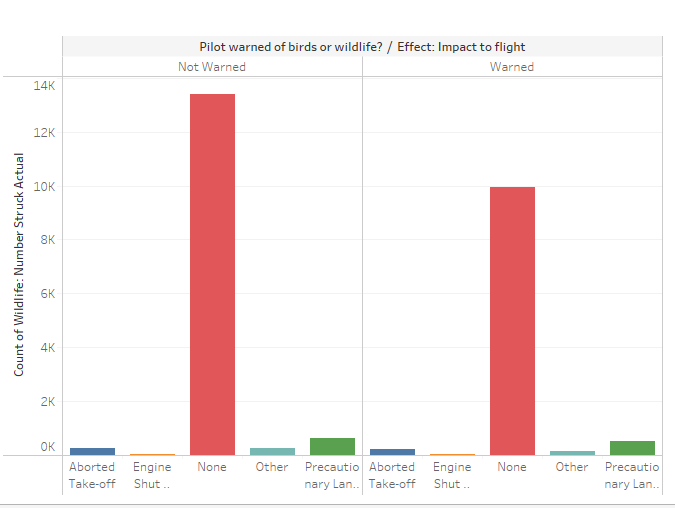 Pilot warned of birds or wildlife? / Effect: Impact to flight
Not Warned
Warned
Count of Wildlife: Number Struck Actual
14K
12K
10K
8K
6K
4K
2K
0K
Aborted Take-off
Engine Shut ..
None
Other
Precautio nary Lan..
Aborted Take-off
Engine Shut ..
None
Other
Precautio nary Lan..